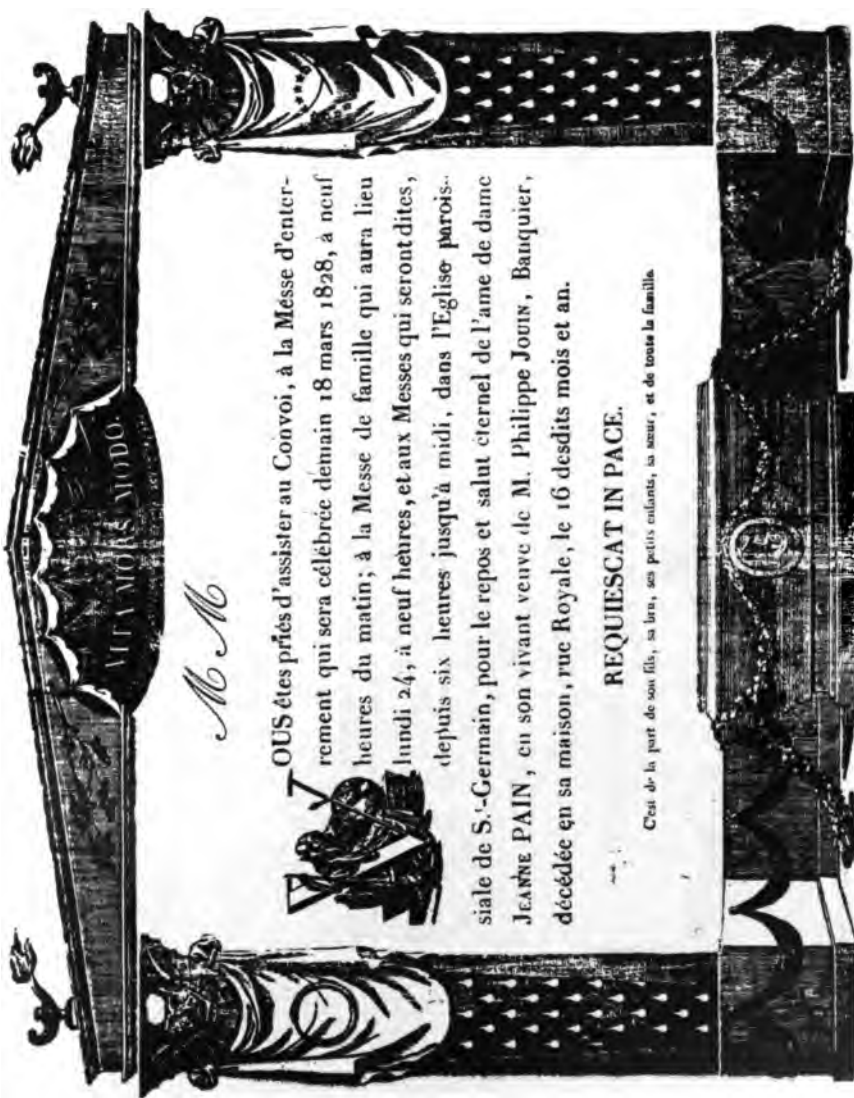 VITA MORS MODO.
M M
VOUS êtes priés d'assister au Convoi, à la Messe d'enter-
rement qui sera célébrée demain 18 mars 1828, à neuf
heures du matin; à la Messe de famille qui aura lieu
lundi 24, à neuf heures, et aux Messes qui seront dites,
depuis six heures jusqu'à midi, dans l'Eglise parois-
siale de S.t-Germain, pour le repos et salut éternel de l'ame de dame
JEANNE PAIN, en son vivant veuve de M. Philippe JOUIN, Banquier,
décédée en sa maison, rue Royale, le 16 desdits mois et an.
REQUIESCAT IN PACE.
C'est de la part de son fils, sa bru, ses petits enfants, sa sœur, et de toute la famille.